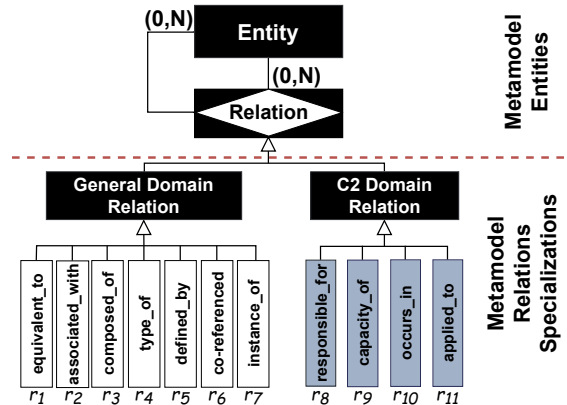 (0,N)
Entity
(0,N)
Relation
Metamodel
Entities
General Domain
Relation
C2 Domain
Relation
equivalent_to
associated_with
composed_of
type_of
defined_by
co-referenced
instance_of
responsible_for
capacity_of
occurs_in
applied_to
Metamodel
Relations
Specializations
r1
r2
r3
r4
r5
r6
r7
r8
r9
r10
r11